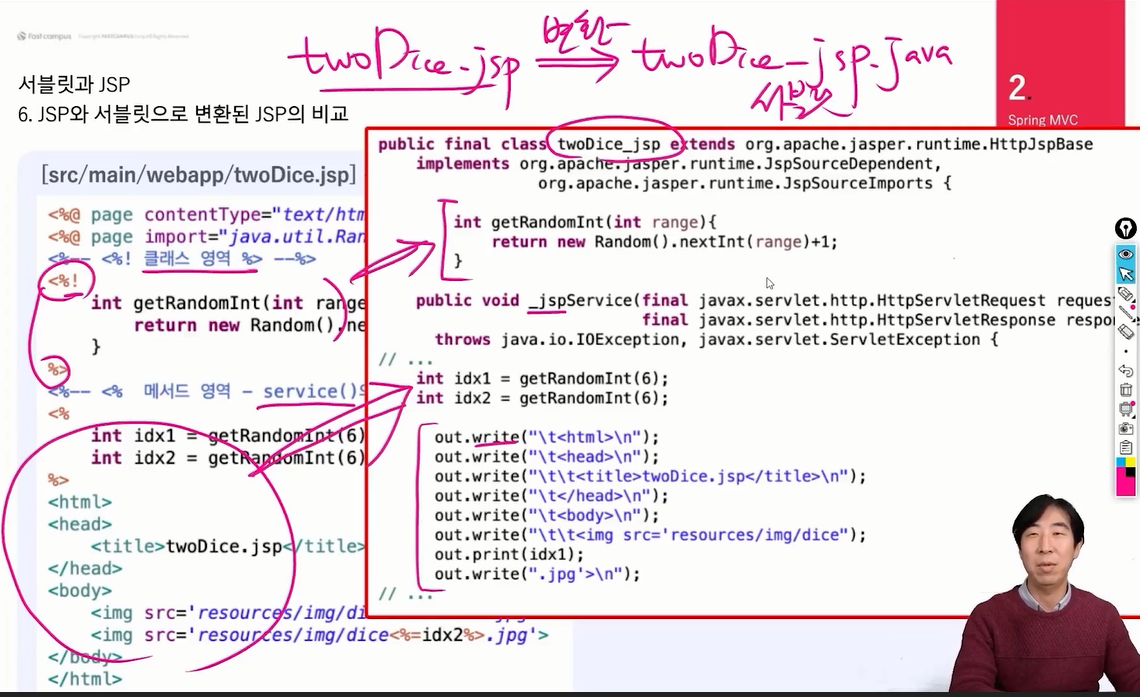 Fastcampus Copyright FASTCAMPUS Corp. All Rights Reserved
twoDice.jsp 변환 twoDice_jsp.java
서블릿
서블릿과 JSP
6. JSP와 서블릿으로 변환된 JSP의 비교
2.
Spring MVC
[src/main/webapp/twoDice.jsp]
<%@ page contentType="text/htm
<%@ page import="java.util.Ran
<%-- <%! 클래스 영역 %> --%>
<%!
int getRandomInt(int range
return new Random().ne
}
%>
<%-- <% 메서드 영역 - service()의
<%
int idx1 = getRandomInt(6)
int idx2 = getRandomInt(6)
%>
<html>
<head>
<title>twoDice.jsp</title>
</head>
<body>
<img src='resources/img/di jpg'>
<img src='resources/img/dice<%=idx2%>.jpg'>
</body>
</html>
public final class twoDice_jsp extends org.apache.jasper.runtime.HttpJspBase
implements org.apache.jasper.runtime.JspSourceDependent,
org.apache.jasper.runtime.JspSourceImports {
int getRandomInt(int range){
return new Random().nextInt(range)+1;
}
public void _jspService(final javax.servlet.http.HttpServletRequest reques
final javax.servlet.http.HttpServletResponse respon
throws java.io.IOException, javax.servlet.ServletException {
// ...
int idx1 = getRandomInt(6);
int idx2 = getRandomInt(6);
out.write("\t<html>\n");
out.write("\t<head>\n");
out.write("\t\t<title>twoDice.jsp</title>\n");
out.write("\t</head>\n");
out.write("\t<body>\n");
out.write("\t\t<img src='resources/img/dice");
out.print(idx1);
out.write(".jpg'>\n");
// ...